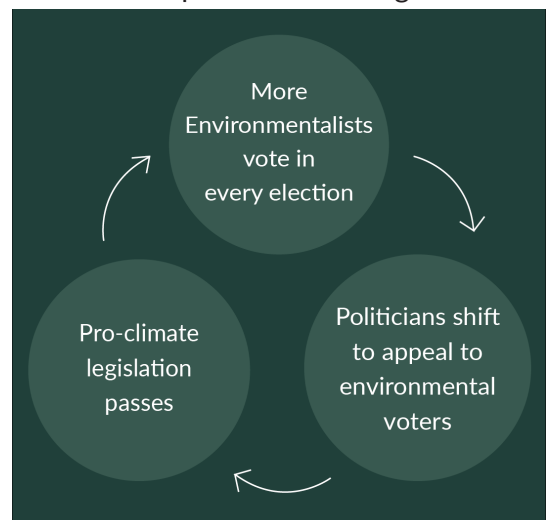 More
Environmentalists
vote in
every election
Politicians shift
to appeal to
environmental
voters
Pro-climate
legislation
passes